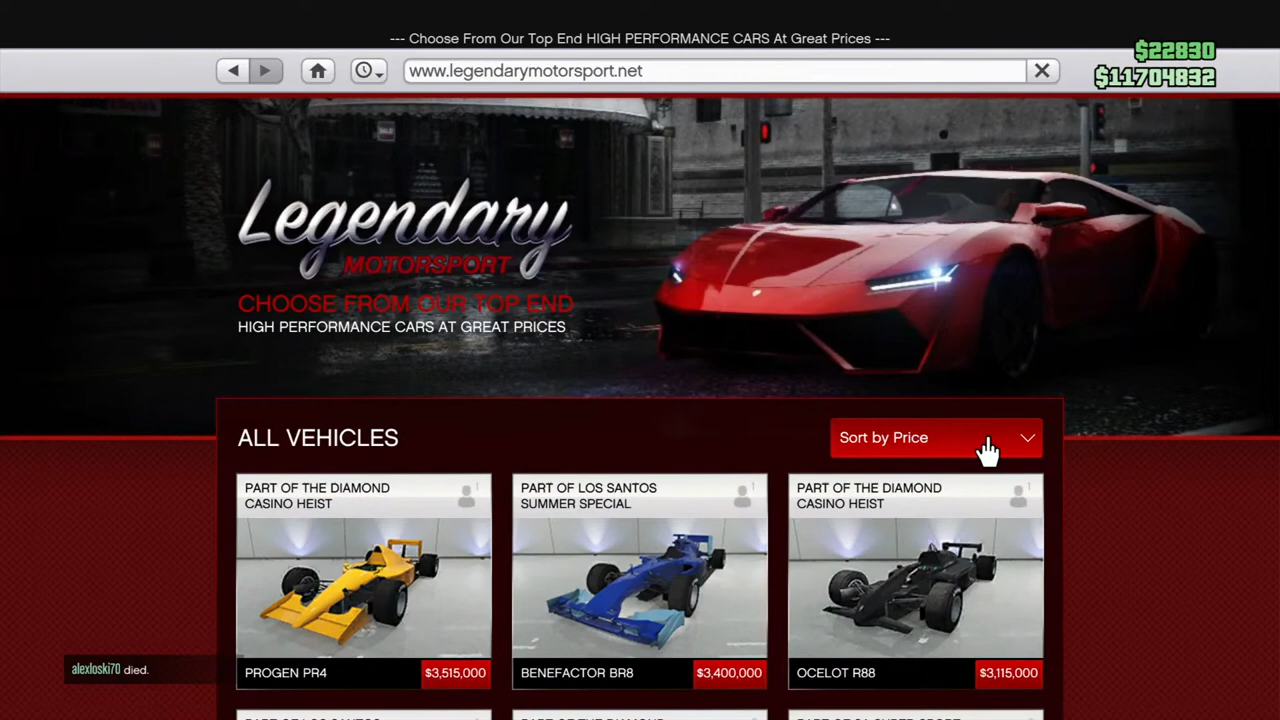 --- Choose From Our Top End HIGH PERFORMANCE CARS At Great Prices ---
$22830
www.legendarymotorsport.net
$11704832
Legendary
MOTORSPORT
CHOOSE FROM OUR TOP END
HIGH PERFORMANCE CARS AT GREAT PRICES
ALL VEHICLES
Sort by Price
PART OF THE DIAMOND
CASINO HEIST
1
PART OF LOS SANTOS
SUMMER SPECIAL
1
PART OF THE DIAMOND
CASINO HEIST
1
alexloski70 died.
PROGEN PR4
$3,515,000
BENEFACTOR BR8
$3,400,000
OCELOT R88
$3,115,000